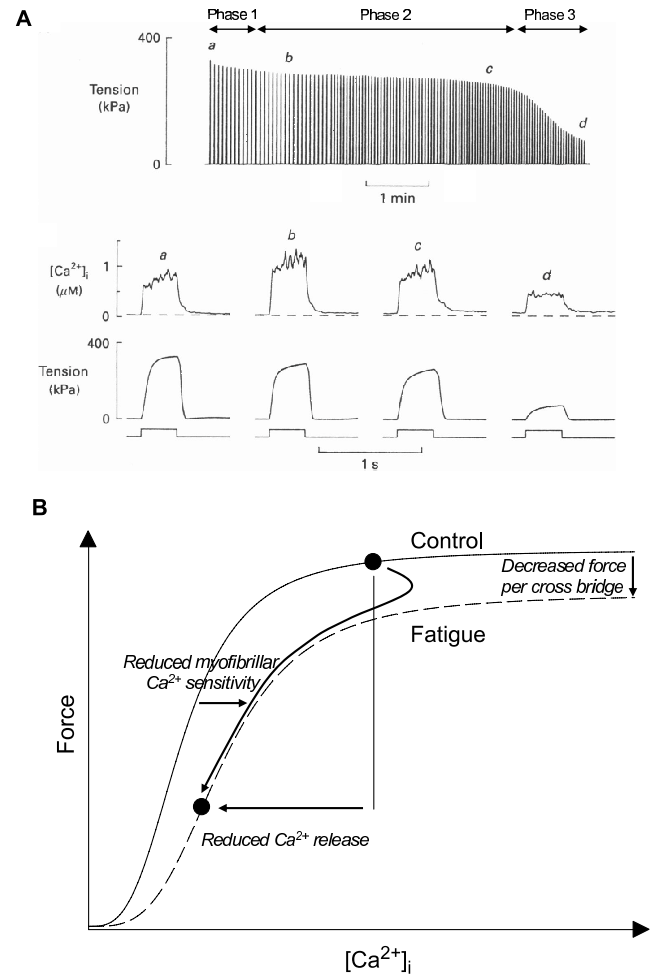 A
Phase 1 Phase 2 Phase 3
400
a
b
c
d
Tension
(kPa)
0
1 min
[Ca²⁺]ᵢ
(μM)
1
0
a
b
c
d
400
Tension
(kPa)
0
1 s
B
Control
Decreased force
per cross bridge
Fatigue
Reduced myofibrillar
Ca²⁺ sensitivity
Force
Reduced Ca²⁺ release
[Ca²⁺]ᵢ